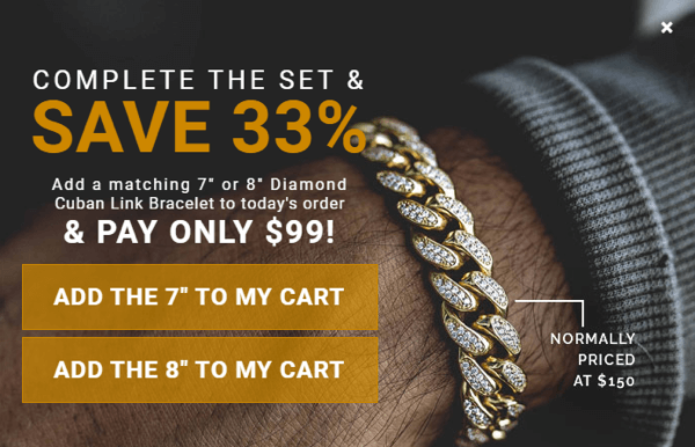 COMPLETE THE SET &
SAVE 33%
Add a matching 7" or 8" Diamond
Cuban Link Bracelet to today's order
& PAY ONLY $99!
ADD THE 7" TO MY CART
ADD THE 8" TO MY CART
NORMALLY
PRICED
AT $150